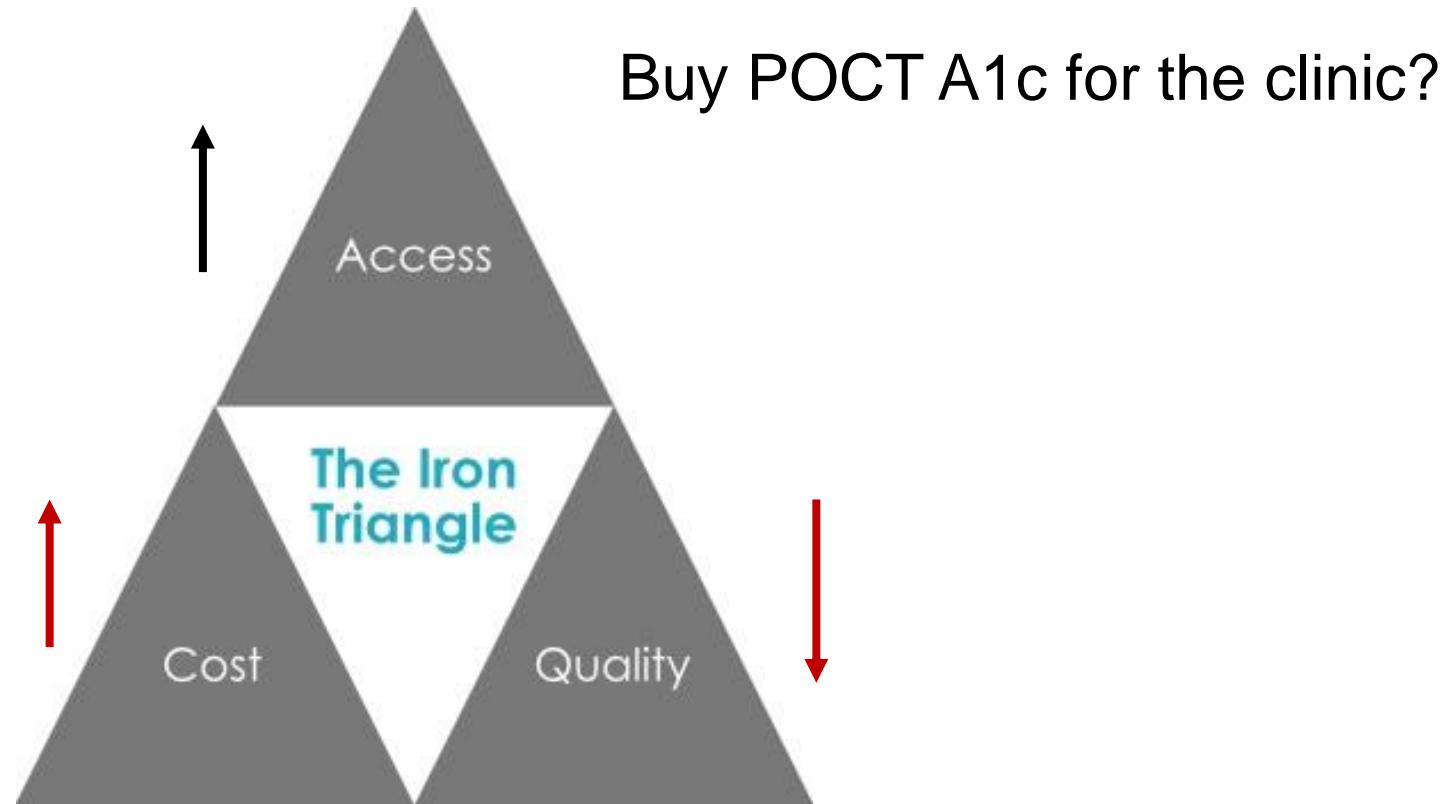 Buy POCT A1c for the clinic?
Access
The Iron
Triangle
Cost
Quality